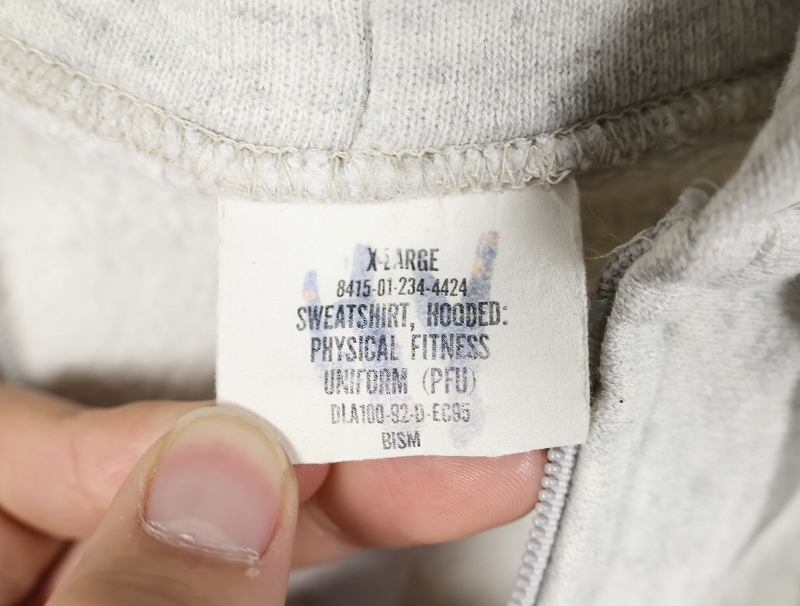 X-LARGE
8415-01-234-4424
SWEATSHIRT, HOODED:
PHYSICAL FITNESS
UNIFORM (PFU)
DLA100-92-D-EC95
BISM